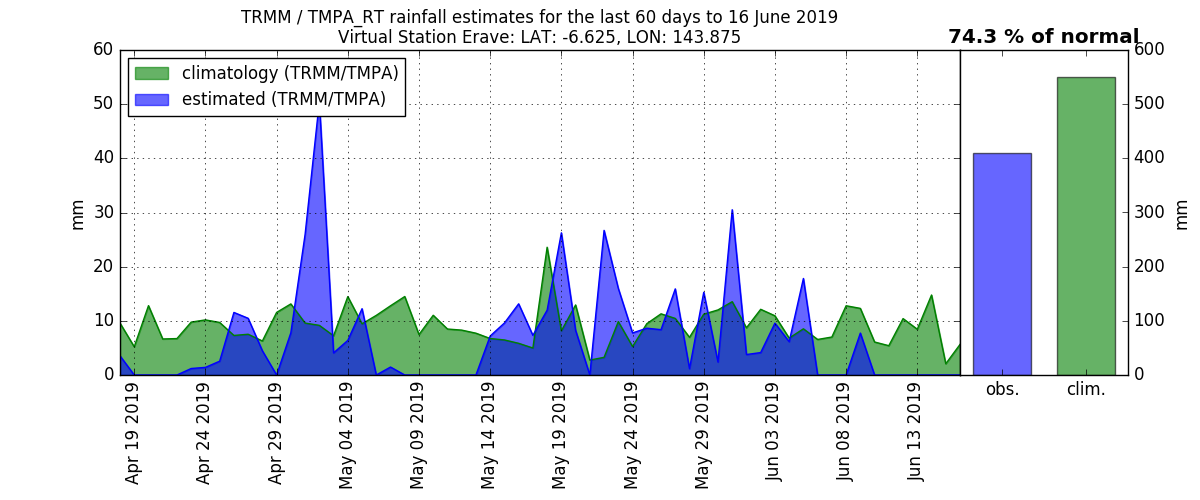 TRMM / TMPA_RT rainfall estimates for the last 60 days to 16 June 2019
Virtual Station Erave: LAT: -6.625, LON: 143.875
74.3 % of normal
climatology (TRMM/TMPA)
estimated (TRMM/TMPA)
mm
60
50
40
30
20
10
0
Apr 19 2019
Apr 24 2019
Apr 29 2019
May 04 2019
May 09 2019
May 14 2019
May 19 2019
May 24 2019
May 29 2019
Jun 03 2019
Jun 08 2019
Jun 13 2019
600
500
400
300
200
100
0
mm
obs.
clim.